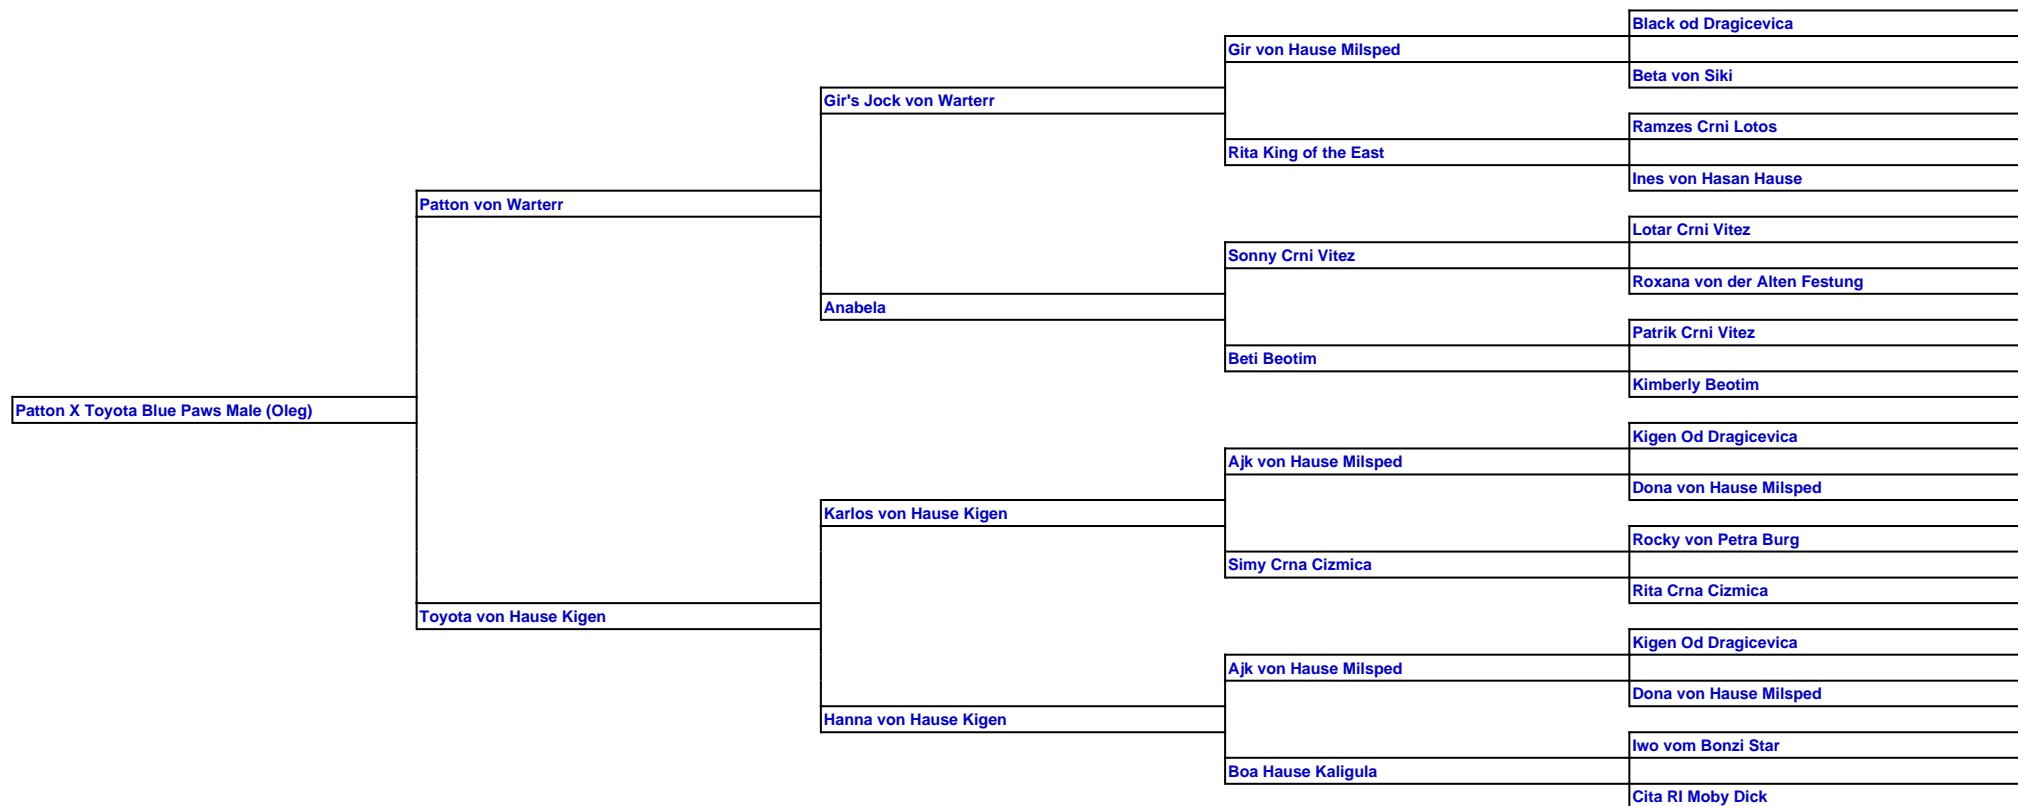 Black od Dragicevica
Gir von Hause Milsped
Beta von Siki
Gir's Jock von Warterr
Ramzes Crni Lotos
Rita King of the East
Ines von Hasan Hause
Patton von Warterr
Lotar Crni Vitez
Sonny Crni Vitez
Roxana von der Alten Festung
Anabela
Patrik Crni Vitez
Beti Beotim
Kimberly Beotim
Patton X Toyota Blue Paws Male (Oleg)
Kigen Od Dragicevica
Ajk von Hause Milsped
Dona von Hause Milsped
Karlos von Hause Kigen
Rocky von Petra Burg
Simy Crna Cizmica
Rita Crna Cizmica
Toyota von Hause Kigen
Kigen Od Dragicevica
Ajk von Hause Milsped
Dona von Hause Milsped
Hanna von Hause Kigen
Iwo vom Bonzi Star
Boa Hause Kaligula
Cita RI Moby Dick